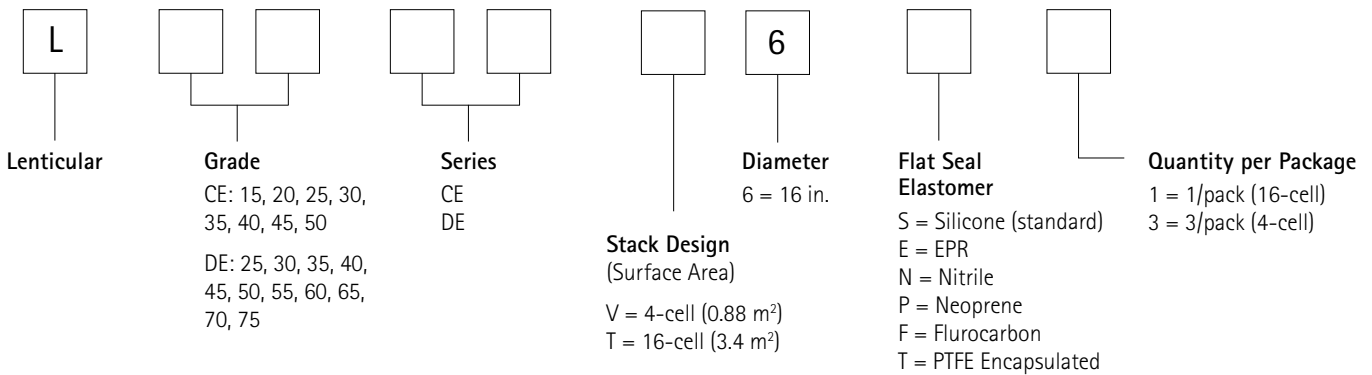 L
6
Lenticular
Grade
CE: 15, 20, 25, 30,
35, 40, 45, 50
DE: 25, 30, 35, 40,
45, 50, 55, 60, 65,
70, 75
Series
CE
DE
Stack Design
(Surface Area)
V = 4-cell (0.88 m²)
T = 16-cell (3.4 m²)
Diameter
6 = 16 in.
Flat Seal
Elastomer
S = Silicone (standard)
E = EPR
N = Nitrile
P = Neoprene
F = Flurocarbon
T = PTFE Encapsulated
Quantity per Package
1 = 1/pack (16-cell)
3 = 3/pack (4-cell)